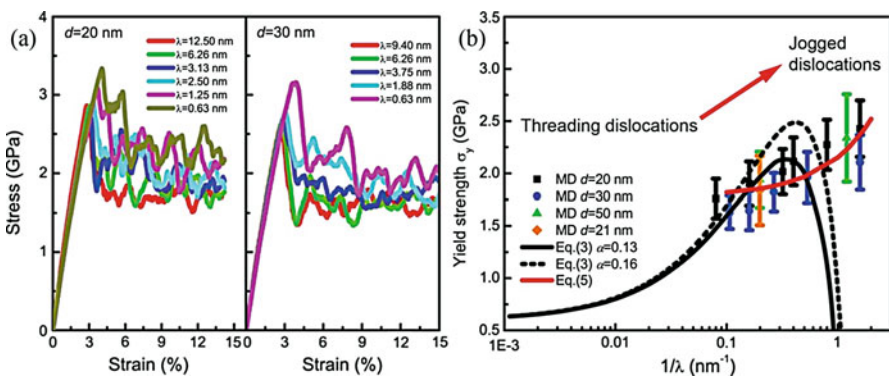 (a)
d=20 nm
λ=12.50 nm
λ=6.26 nm
λ=3.13 nm
λ=2.50 nm
λ=1.25 nm
λ=0.63 nm
d=30 nm
λ=9.40 nm
λ=6.26 nm
λ=3.75 nm
λ=1.88 nm
λ=0.63 nm
Stress (GPa)
4
3
2
1
0
0 3 6 9 12 15
3 6 9 12 15
Strain (%)
Strain (%)
(b)
Jogged
dislocations
Threading dislocations
MD d=20 nm
MD d=30 nm
MD d=50 nm
MD d=21 nm
Eq.(3) α=0.13
Eq.(3) α=0.16
Eq.(5)
Yield strength σy (GPa)
3.5
3.0
2.5
2.0
1.5
1.0
0.5
1E-3 0.01 0.1 1
1/λ (nm⁻¹)